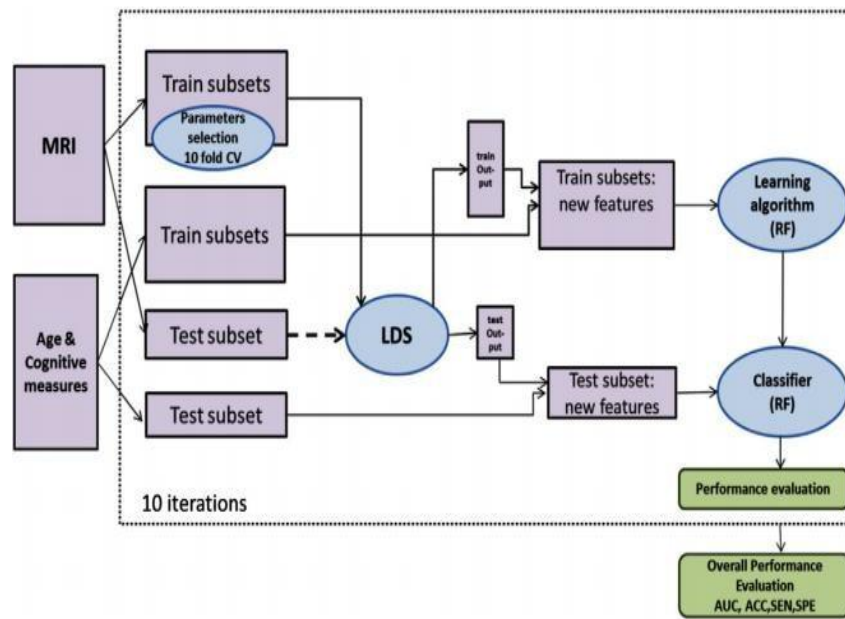 MRI
Age &
Cognitive
measures
Train subsets
Parameters
selection
10 fold CV
Train subsets
Test subset
Test subset
LDS
train
Out-
put
test
Out-
put
Train subsets:
new features
Test subset:
new features
Learning
algorithm
(RF)
Classifier
(RF)
Performance evaluation
10 iterations
Overall Performance
Evaluation
AUC, ACC,SEN,SPE